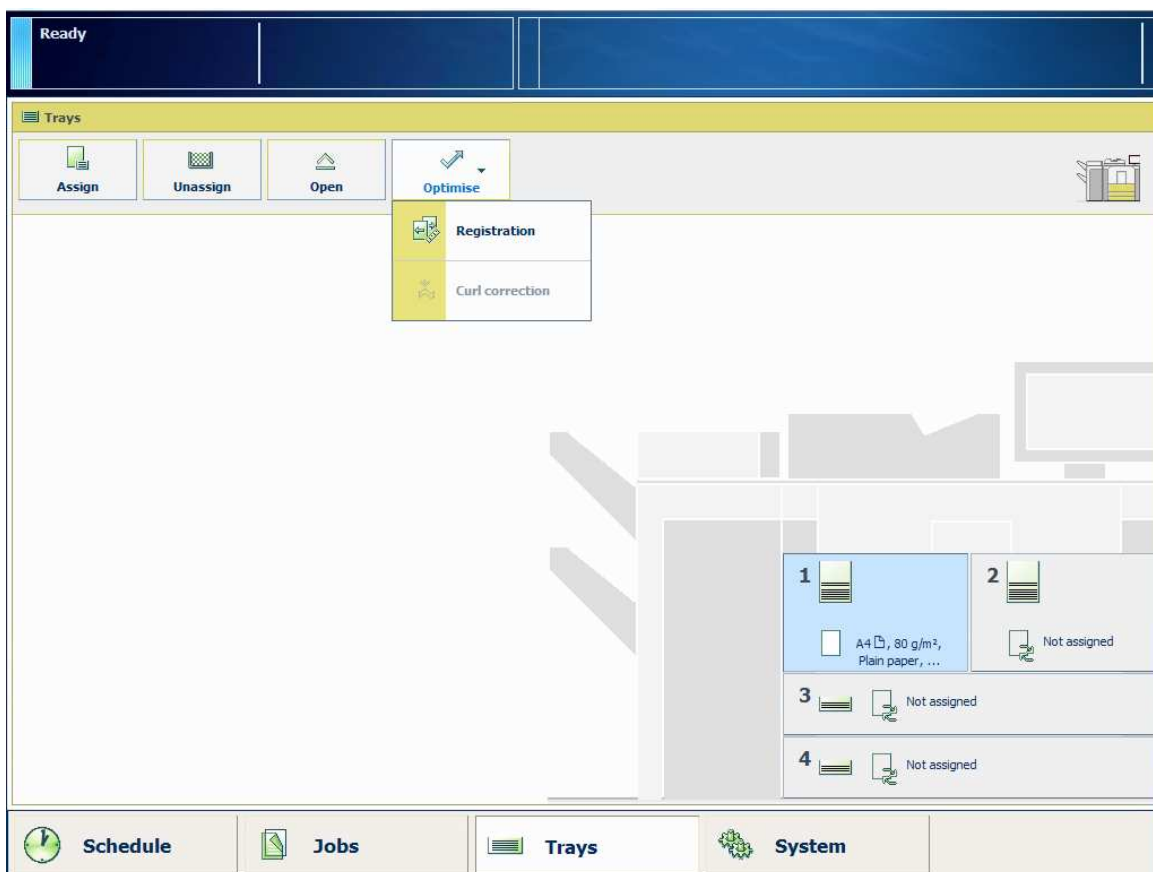 Ready
Trays
Assign
Unassign
Open
Optimise
Registration
Curl correction
1
2
A4, 80 g/m²,
Plain paper, ...
Not assigned
3
Not assigned
4
Not assigned
Schedule
Jobs
Trays
System